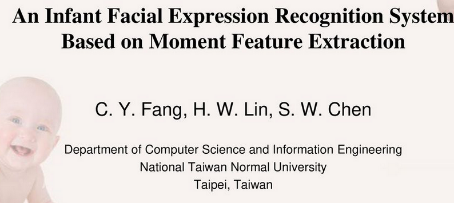 An Infant Facial Expression Recognition System
Based on Moment Feature Extraction
C. Y. Fang, H. W. Lin, S. W. Chen
Department of Computer Science and Information Engineering
National Taiwan Normal University
Taipei, Taiwan